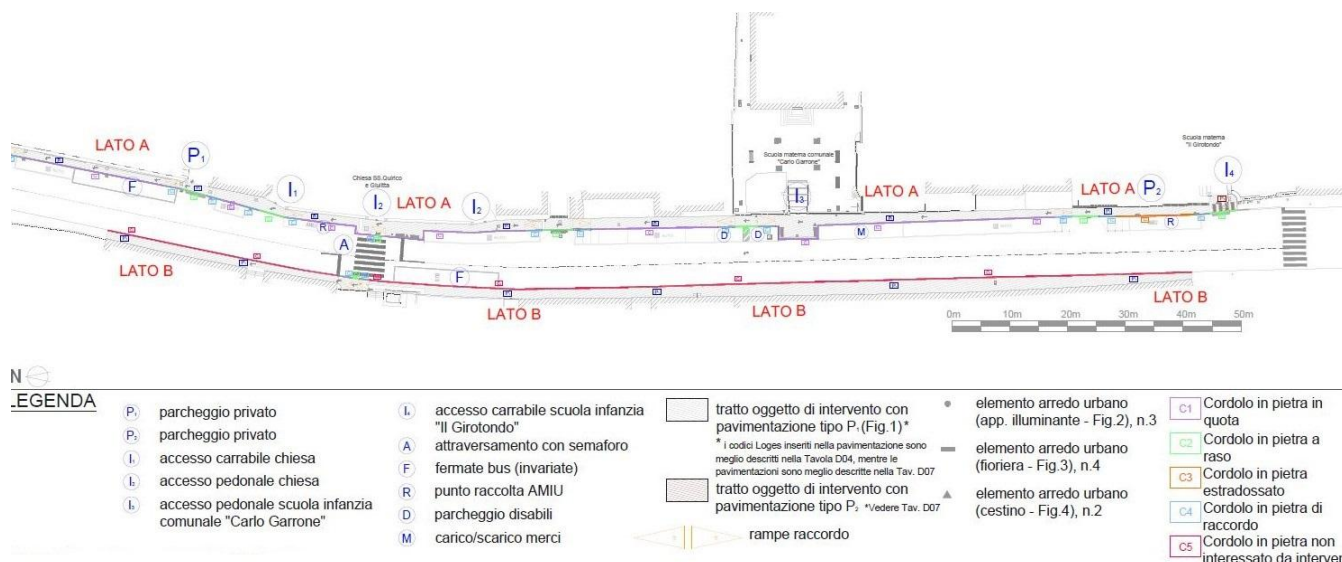 LATO A
P1
F
I1
Chiesa SS.Quirico
e Giulitta
I2
LATO A
I2
R
A
F
LATO B
LATO B
Scuola materna comunale
"Carlo Garrone"
I3
LATO A
D
D
M
LATO B
LATO A
P2
R
Scuola materna
"Il Girotondo"
I4
LATO B
0m 10m 20m 30m 40m 50m
N
LEGENDA
P1 parcheggio privato
P2 parcheggio privato
I1 accesso carrabile chiesa
I2 accesso pedonale chiesa
I3 accesso pedonale scuola infanzia
comunale "Carlo Garrone"
I4 accesso carrabile scuola infanzia
"Il Girotondo"
A attraversamento con semaforo
F fermate bus (invariate)
R punto raccolta AMIU
D parcheggio disabili
M carico/scarico merci
tratto oggetto di intervento con
pavimentazione tipo P1 (Fig.1) *
* i codici Loges inseriti nella pavimentazione sono
meglio descritti nella Tavola D04, mentre le
pavimentazioni sono meglio descritte nella Tav. D07
tratto oggetto di intervento con
pavimentazione tipo P2 *Vedere Tav. D07
rampe raccordo
elemento arredo urbano
(app. illuminante - Fig.2), n.3
elemento arredo urbano
(fioriera - Fig.3), n.4
elemento arredo urbano
(cestino - Fig.4), n.2
C1 Cordolo in pietra in
quota
C2 Cordolo in pietra a
raso
C3 Cordolo in pietra
estradossato
C4 Cordolo in pietra di
raccordo
C5 Cordolo in pietra non
interessato da interven